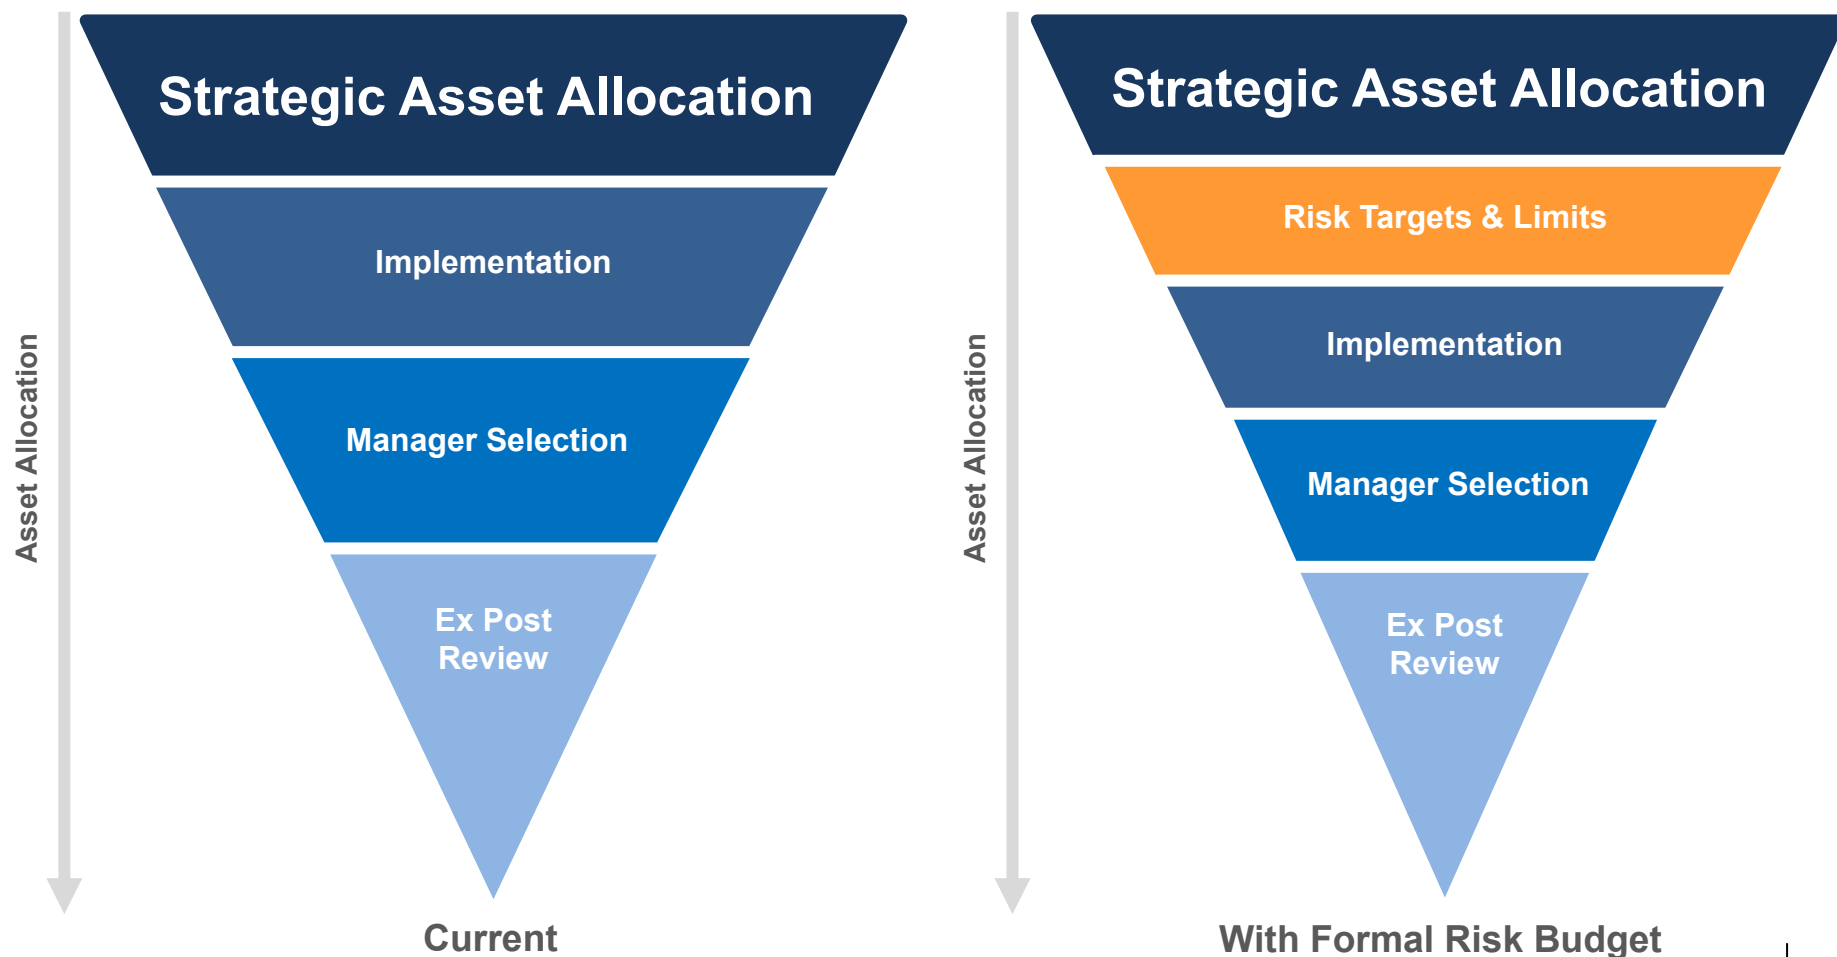 Strategic Asset Allocation
Implementation
Manager Selection
Ex Post
Review
Asset Allocation
Current
Strategic Asset Allocation
Risk Targets & Limits
Implementation
Manager Selection
Ex Post
Review
Asset Allocation
With Formal Risk Budget